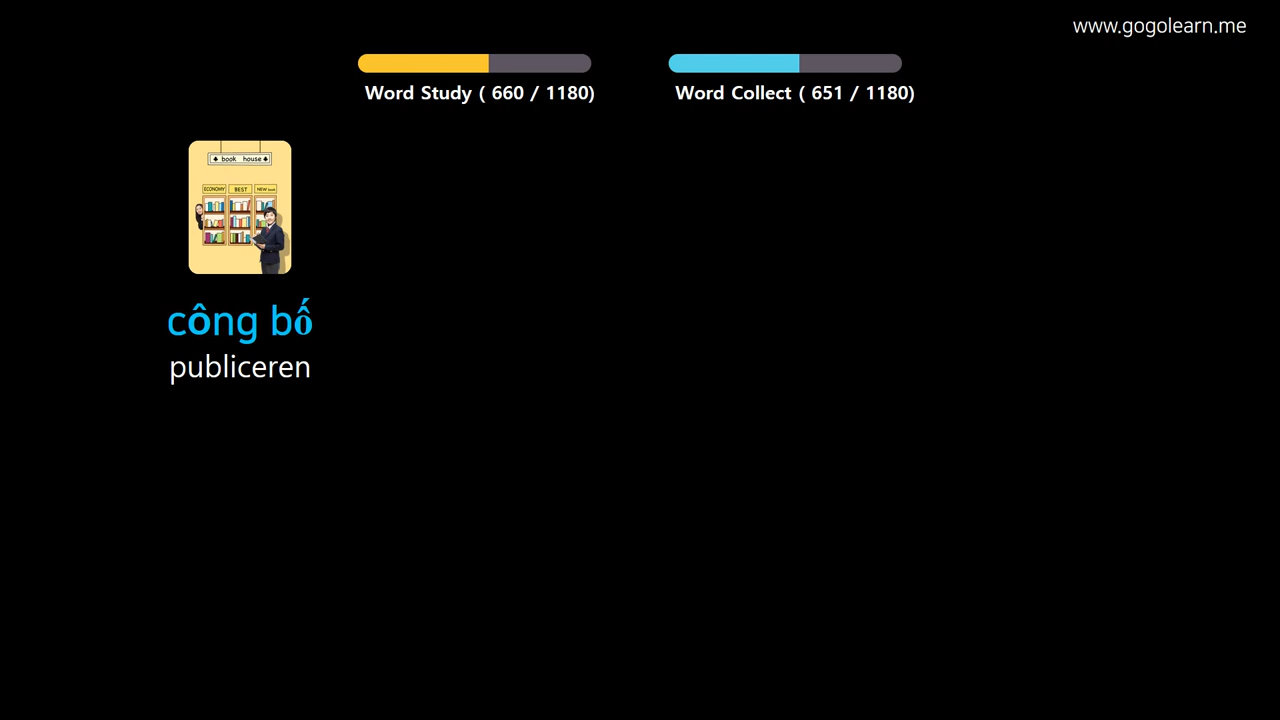 www.gogolearn.me
Word Study ( 660 / 1180)
Word Collect ( 651 / 1180)
book house
ECONOMY BEST NEW book
công bố
publiceren